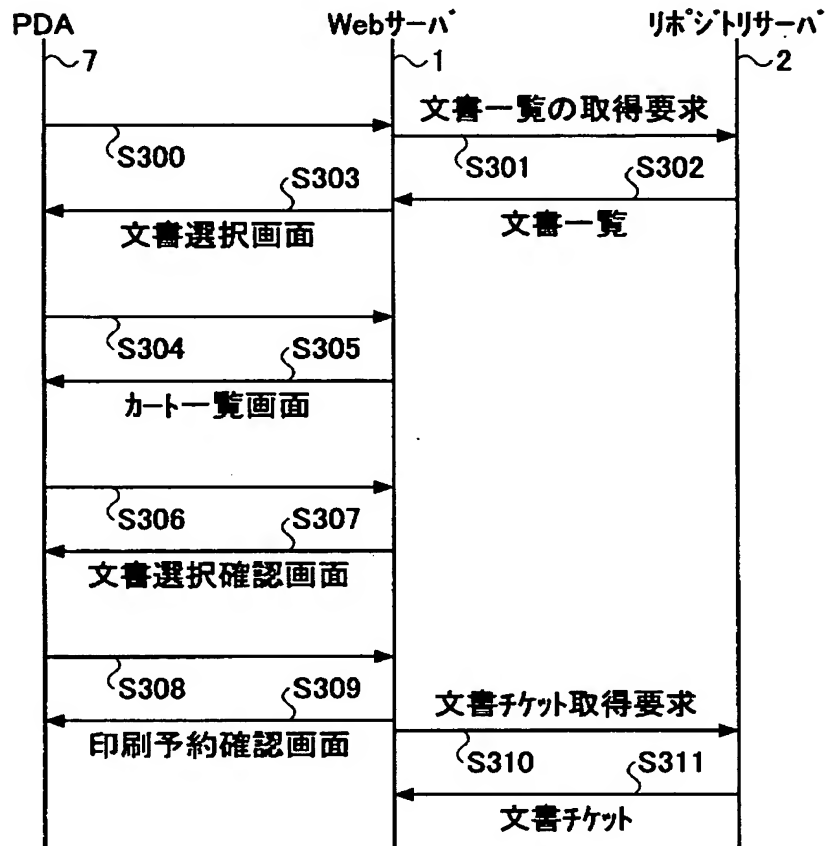 PDA
Webサーバ
リポジトリサーバ
7
1
2
文書一覧の取得要求
S300
S301
S302
S303
文書選択画面
文書一覧
S304
S305
カート一覧画面
S306
S307
文書選択確認画面
S308
S309
文書チケット取得要求
印刷予約確認画面
S310
S311
文書チケット